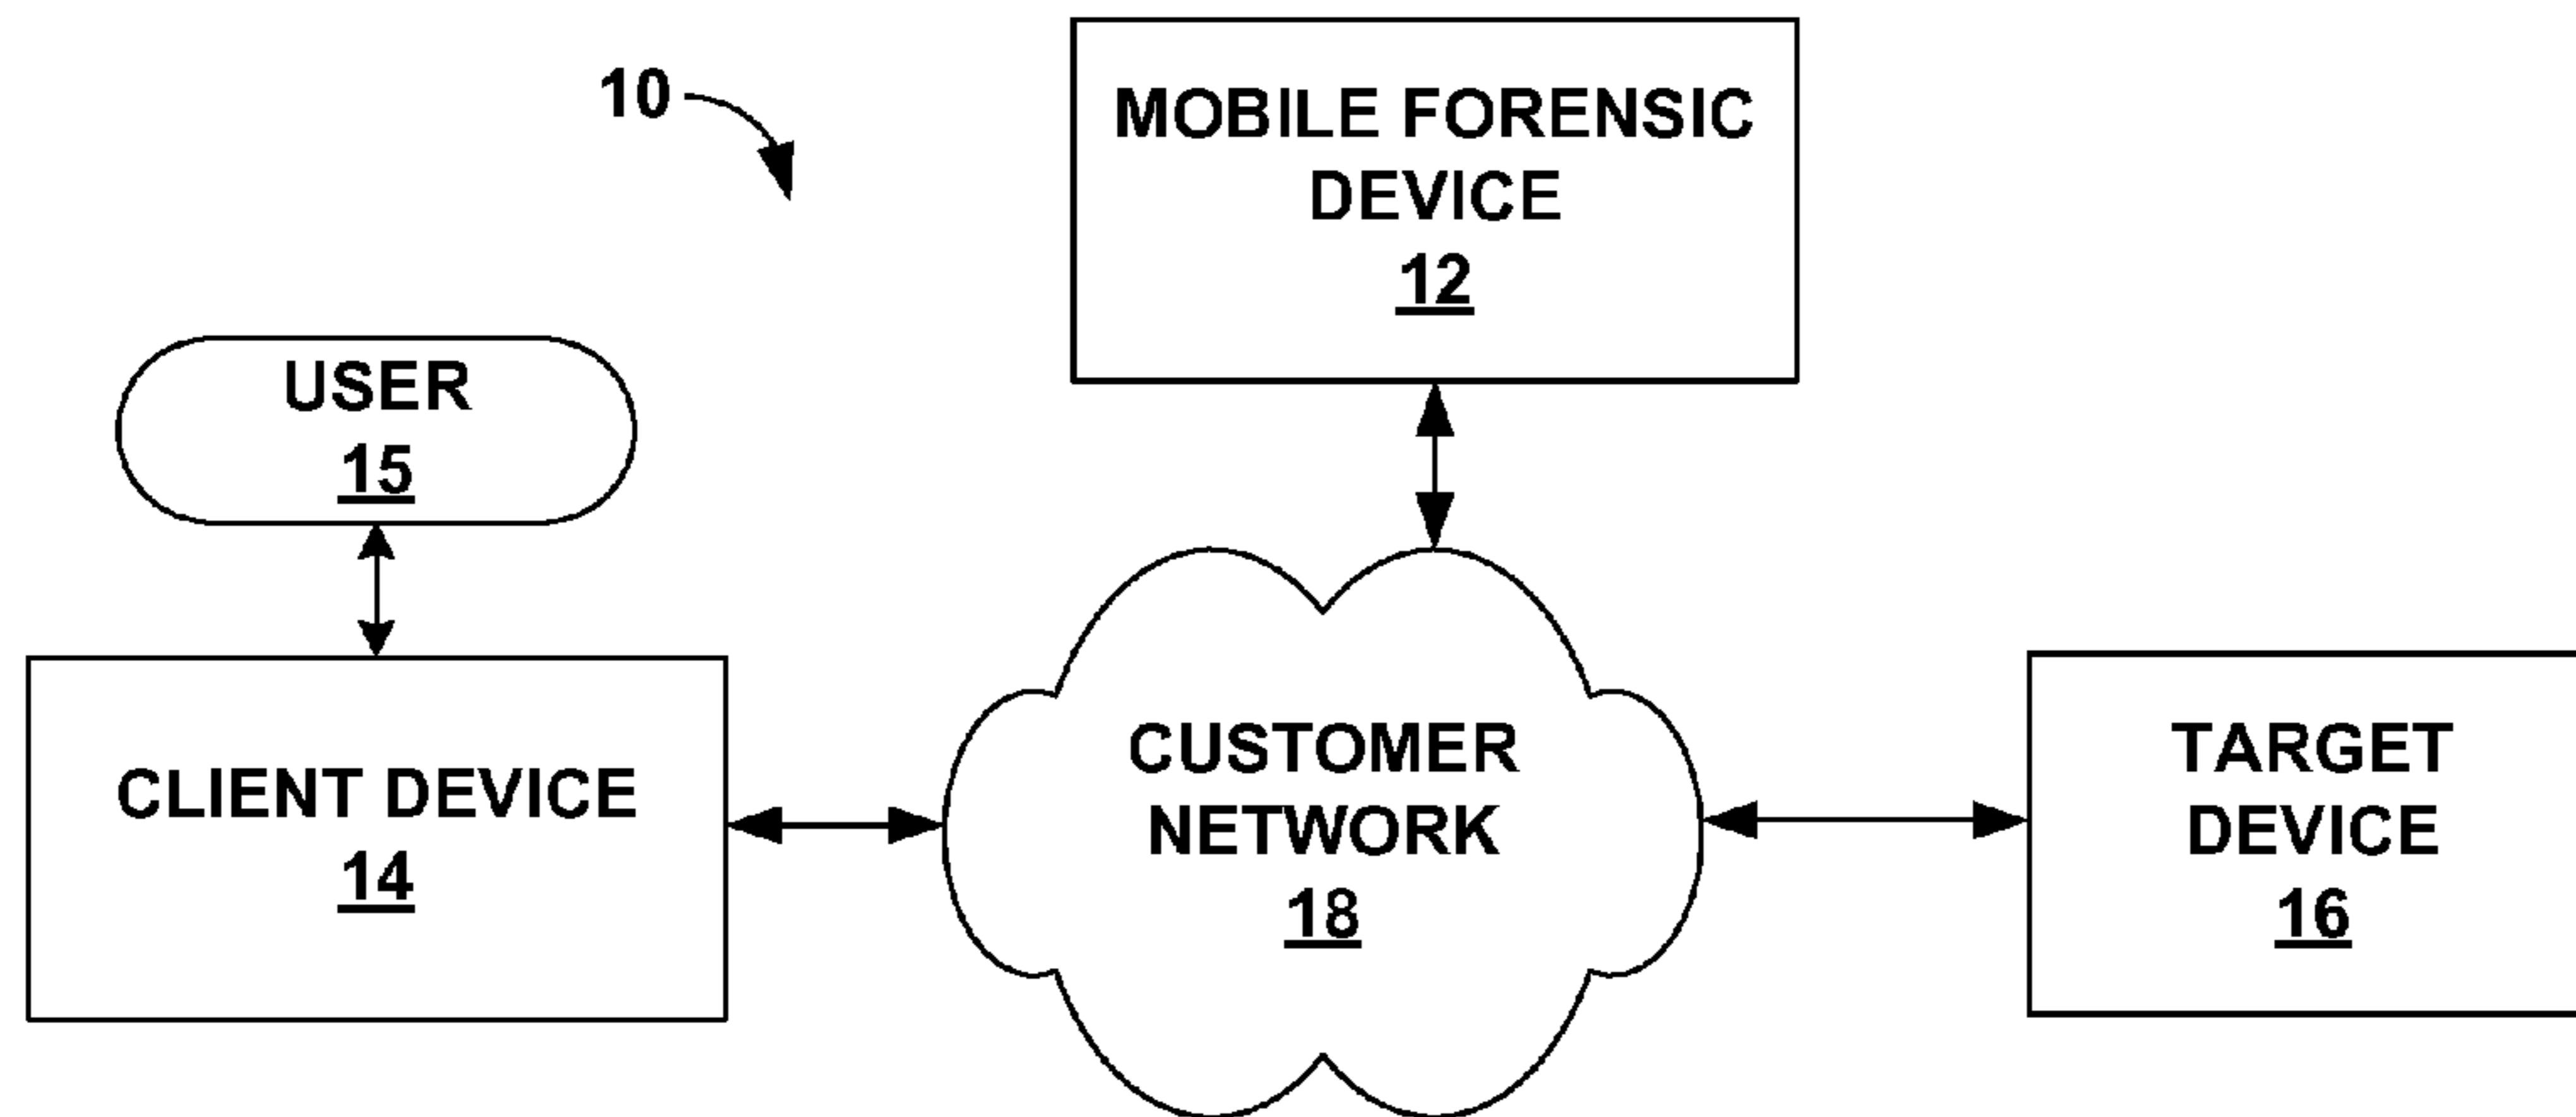 10
MOBILE FORENSIC
DEVICE
12
USER
15
CLIENT DEVICE
14
CUSTOMER
NETWORK
18
TARGET
DEVICE
16